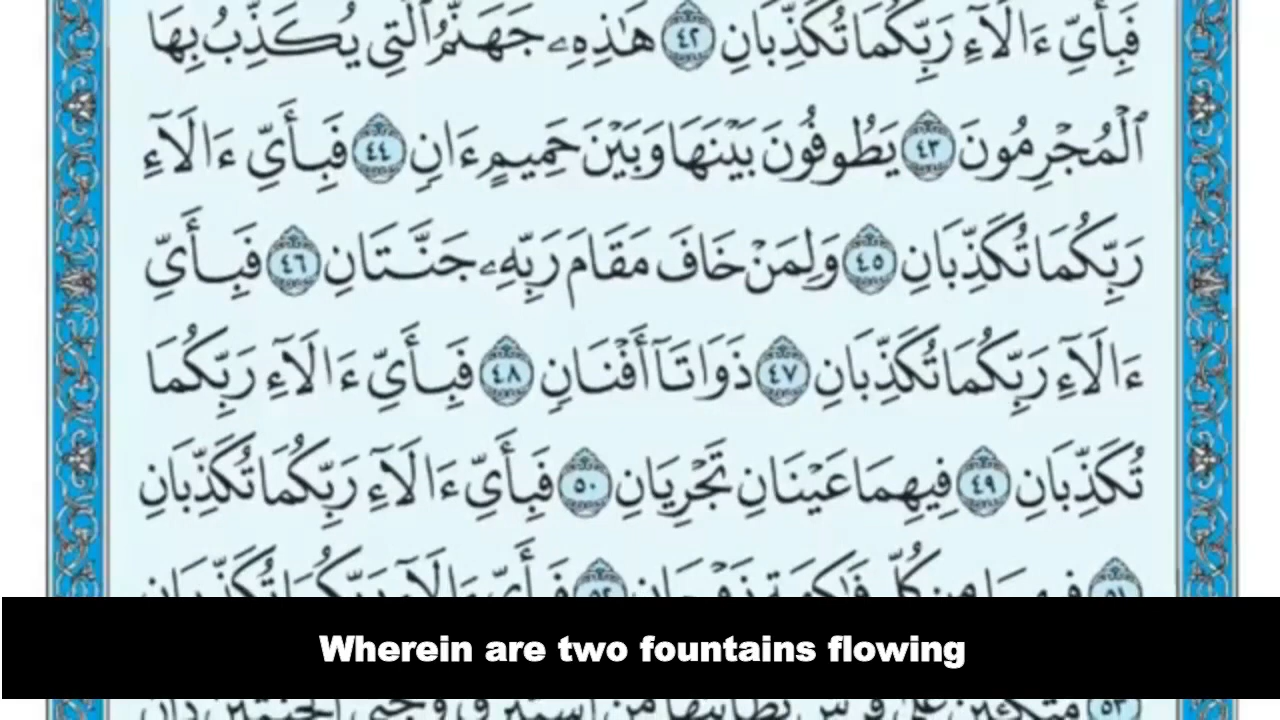 فَبِأَيِّ ءَالَآءِ رَبِّكُمَا تُكَذِّبَانِ ٤٢ هَٰذِهِۦ جَهَنَّمُ ٱلَّتِي يُكَذِّبُ بِهَا
ٱلْمُجْرِمُونَ ٤٣ يَطُوفُونَ بَيْنَهَا وَبَيْنَ حَمِيمٍ ءَانٍ ٤٤ فَبِأَيِّ ءَالَآءِ
رَبِّكُمَا تُكَذِّبَانِ ٤٥ وَلِمَنْ خَافَ مَقَامَ رَبِّهِۦ جَنَّتَانِ ٤٦ فَبِأَيِّ
ءَالَآءِ رَبِّكُمَا تُكَذِّبَانِ ٤٧ ذَوَاتَآ أَفْنَانٍ ٤٨ فَبِأَيِّ ءَالَآءِ رَبِّكُمَا
تُكَذِّبَانِ ٤٩ فِيهِمَا عَيْنَانِ تَجْرِيَانِ ٥٠ فَبِأَيِّ ءَالَآءِ رَبِّكُمَا تُكَذِّبَانِ
Wherein are two fountains flowing